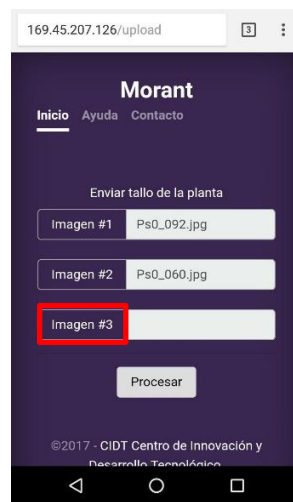 169.45.207.126/upload 3
Morant
Inicio Ayuda Contacto
Enviar tallo de la planta
Imagen #1 Ps0_092.jpg
Imagen #2 Ps0_060.jpg
Imagen #3
Procesar
©2017 - CIDT Centro de Innovación y
Desarrollo Tecnológico